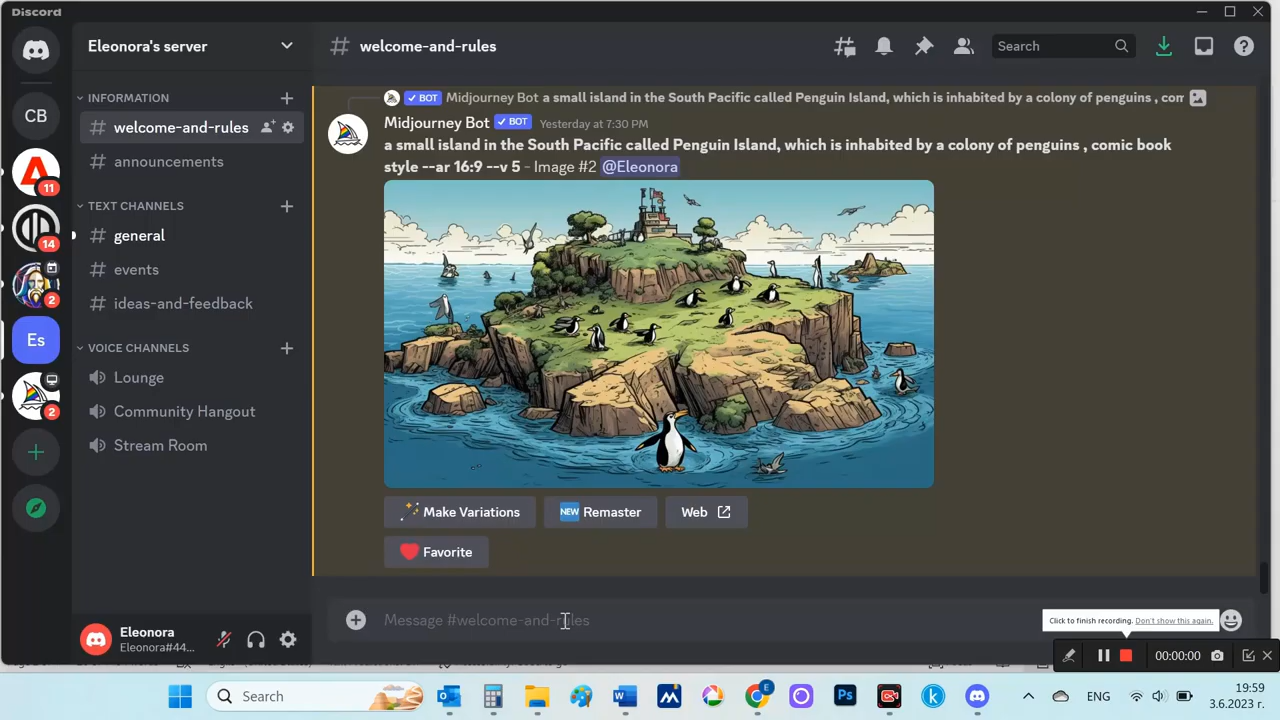 Discord
Eleonora's server
welcome-and-rules
Search
INFORMATION
welcome-and-rules
announcements
TEXT CHANNELS
general
events
ideas-and-feedback
VOICE CHANNELS
Lounge
Community Hangout
Stream Room
CB
11
14
2
Es
2
BOT Midjourney Bot a small island in the South Pacific called Penguin Island, which is inhabited by a colony of penguins , com
Midjourney Bot BOT Yesterday at 7:30 PM
a small island in the South Pacific called Penguin Island, which is inhabited by a colony of penguins , comic book
style --ar 16:9 --v 5 - Image #2 @Eleonora
Make Variations
NEW Remaster
Web
Favorite
Message #welcome-and-rules
Click to finish recording. Don't show this again.
00:00:00
Eleonora
Eleonora#44...
Search
E
W
Ps
k
ENG
19:59
3.6.2023 г.